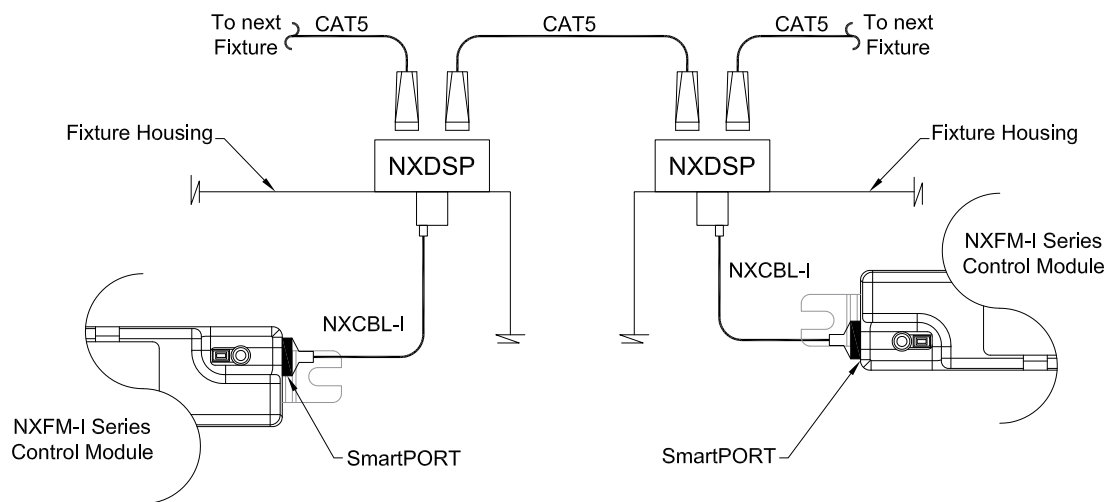 To next
Fixture
CAT5
CAT5
CAT5
To next
Fixture
Fixture Housing
Fixture Housing
NXDSP
NXDSP
NXFM-I Series
Control Module
NXCBL-I
NXCBL-I
NXFM-I Series
Control Module
SmartPORT
SmartPORT